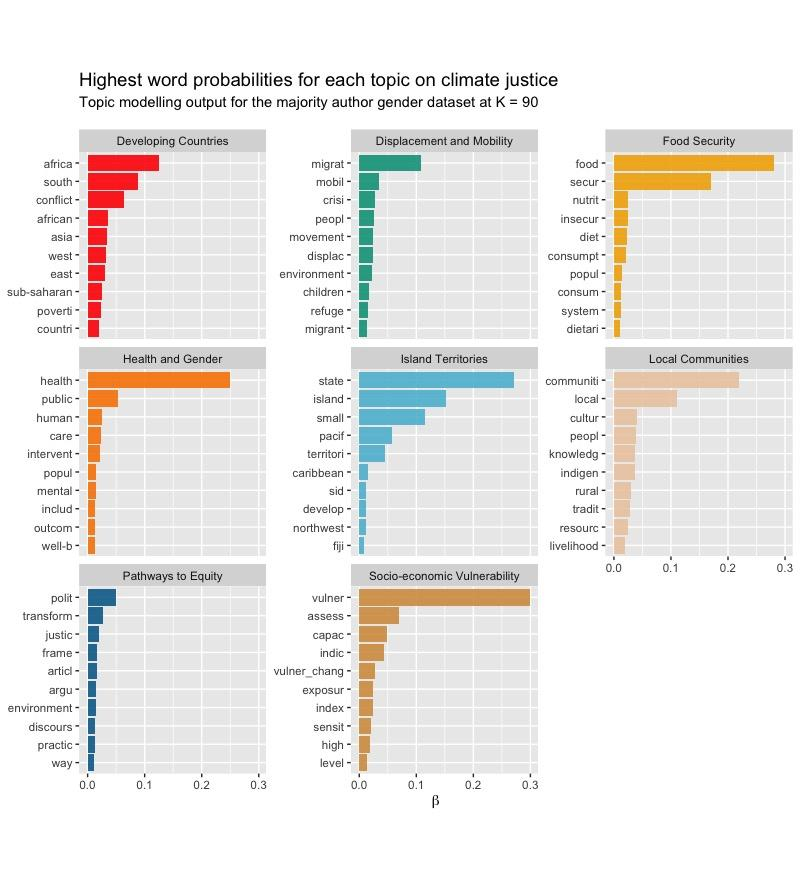 Highest word probabilities for each topic on climate justice
Topic modelling output for the majority author gender dataset at K = 90
Developing Countries
africa
south
conflict
african
asia
west
east
sub-saharan
poverti
countri
Displacement and Mobility
migrat
mobil
crisi
peopl
movement
displac
environment
children
refuge
migrant
Food Security
food
secur
nutrit
insecur
diet
consumpt
popul
consum
system
dietari
Health and Gender
health
public
human
care
intervent
popul
mental
includ
outcom
well-b
Island Territories
state
island
small
pacif
territori
caribbean
sid
develop
northwest
fiji
Local Communities
communiti
local
cultur
peopl
knowledg
indigen
rural
tradit
resourc
livelihood
0.0 0.1 0.2 0.3
Pathways to Equity
polit
transform
justic
frame
articl
argu
environment
discours
practic
way
0.0 0.1 0.2 0.3
Socio-economic Vulnerability
vulner
assess
capac
indic
vulner_chang
exposur
index
sensit
high
level
0.0 0.1 0.2 0.3
β